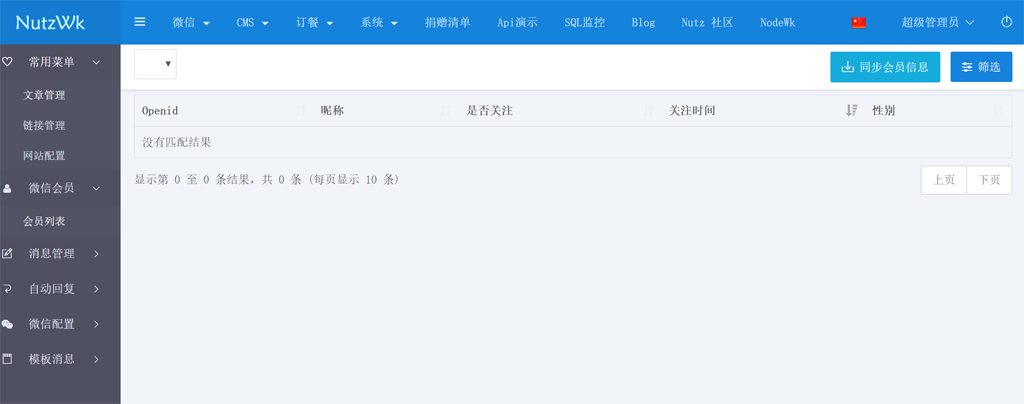 NutzWk
微信 CMS 订餐 系统 捐赠清单 Api演示 SQL监控 Blog Nutz 社区 NodeWk 超级管理员
常用菜单
文章管理
链接管理
网站配置
微信会员
会员列表
消息管理
自动回复
微信配置
模板消息
同步会员信息 筛选
Openid 昵称 是否关注 关注时间 性别
没有匹配结果
显示第 0 至 0 条结果，共 0 条 (每页显示 10 条)
上页 下页